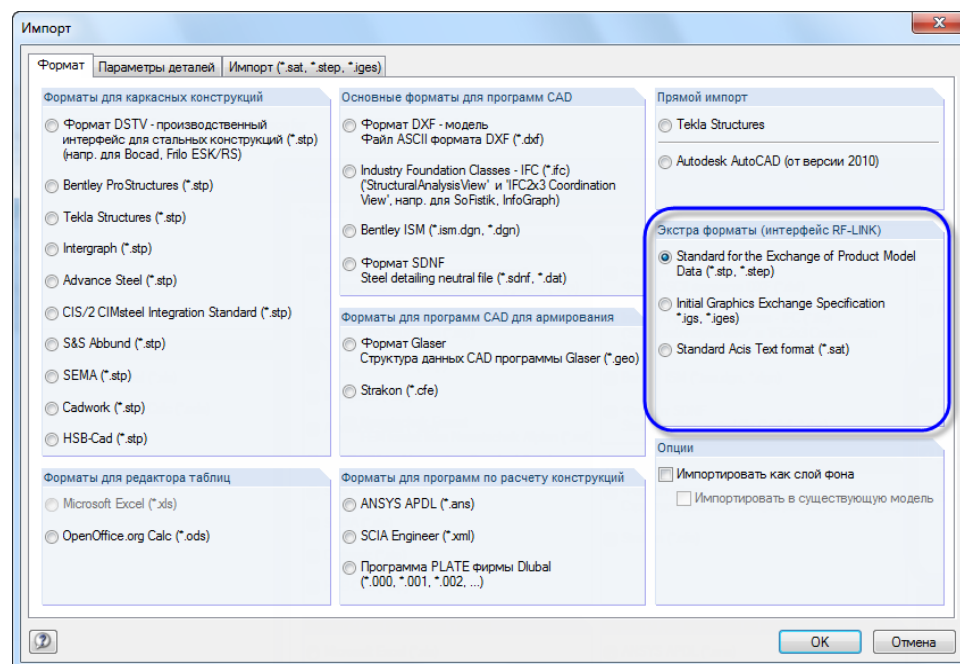 Импорт
Формат
Параметры деталей
Импорт (*.sat, *.step, *.iges)
Форматы для каркасных конструкций
Формат DSTV - производственный
интерфейс для стальных конструкций (*.stp)
(напр. для Bocad, Frilo ESK/RS)
Bentley ProStructures (*.stp)
Tekla Structures (*.stp)
Intergraph (*.stp)
Advance Steel (*.stp)
CIS/2 CIMsteel Integration Standard (*.stp)
S&S Abbund (*.stp)
SEMA (*.stp)
Cadwork (*.stp)
HSB-Cad (*.stp)
Форматы для редактора таблиц
Microsoft Excel (*.xls)
OpenOffice.org Calc (*.ods)
Основные форматы для программ CAD
Формат DXF - модель
Файл ASCII формата DXF (*.dxf)
Industry Foundation Classes - IFC (*.ifc)
('StructuralAnalysisView' и 'IFC2x3 Coordination
View', напр. для SoFistik, InfoGraph)
Bentley ISM (*.ism.dgn, *.dgn)
Формат SDNF
Steel detailing neutral file (*.sdnf, *.dat)
Форматы для программ CAD для армирования
Формат Glaser
Структура данных CAD программы Glaser (*.geo)
Strakon (*.cfe)
Форматы для программ по расчету конструкций
ANSYS APDL (*.ans)
SCIA Engineer (*.xml)
Программа PLATE фирмы Dlubal
(*.000, *.001, *.002, ...)
Прямой импорт
Tekla Structures
Autodesk AutoCAD (от версии 2010)
Экстра форматы (интерфейс RF-LINK)
Standard for the Exchange of Product Model
Data (*.stp, *.step)
Initial Graphics Exchange Specification
*.igs, *.iges)
Standard Acis Text format (*.sat)
Опции
Импортировать как слой фона
Импортировать в существующую модель
OK
Отмена